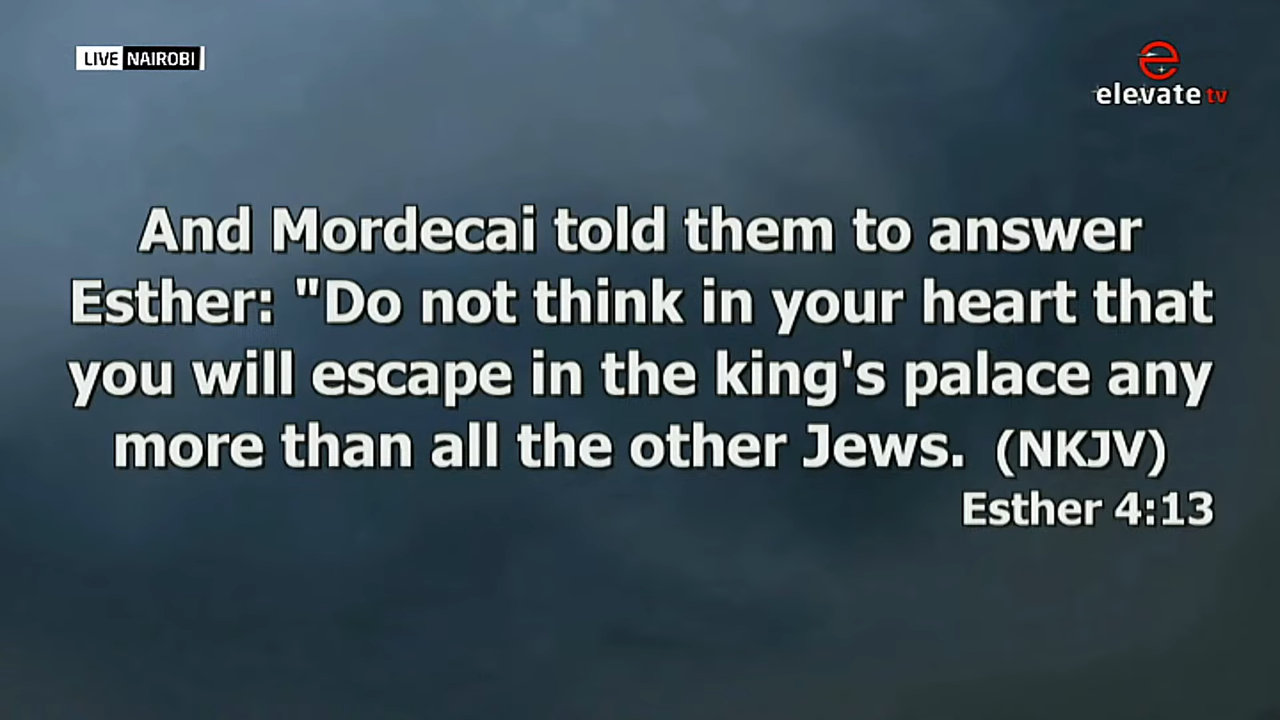 LIVE NAIROBI
elevate tv
And Mordecai told them to answer
Esther: "Do not think in your heart that
you will escape in the king's palace any
more than all the other Jews. (NKJV)
Esther 4:13